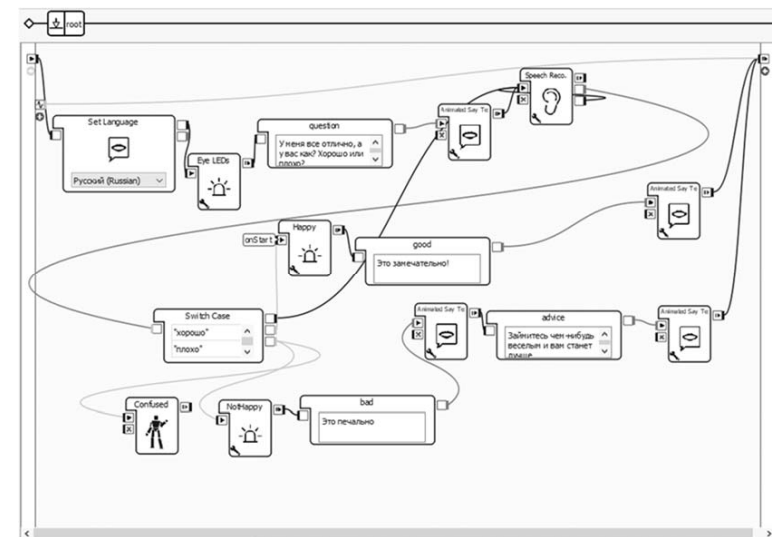 root
Speech Reco.
Set Language
Русский (Russian)
Eye LEDs
question
У меня все отлично, а
у вас как? Хорошо или
плохо?
Animated Say Te
Animated Say Te
onStart
Happy
good
Это замечательно!
Switch Case
"хорошо"
"плохо"
Animated Say Te
advice
Займитесь чем-нибудь
веселым и вам станет
лучше
Animated Say Te
Confused
NotHappy
bad
Это печально